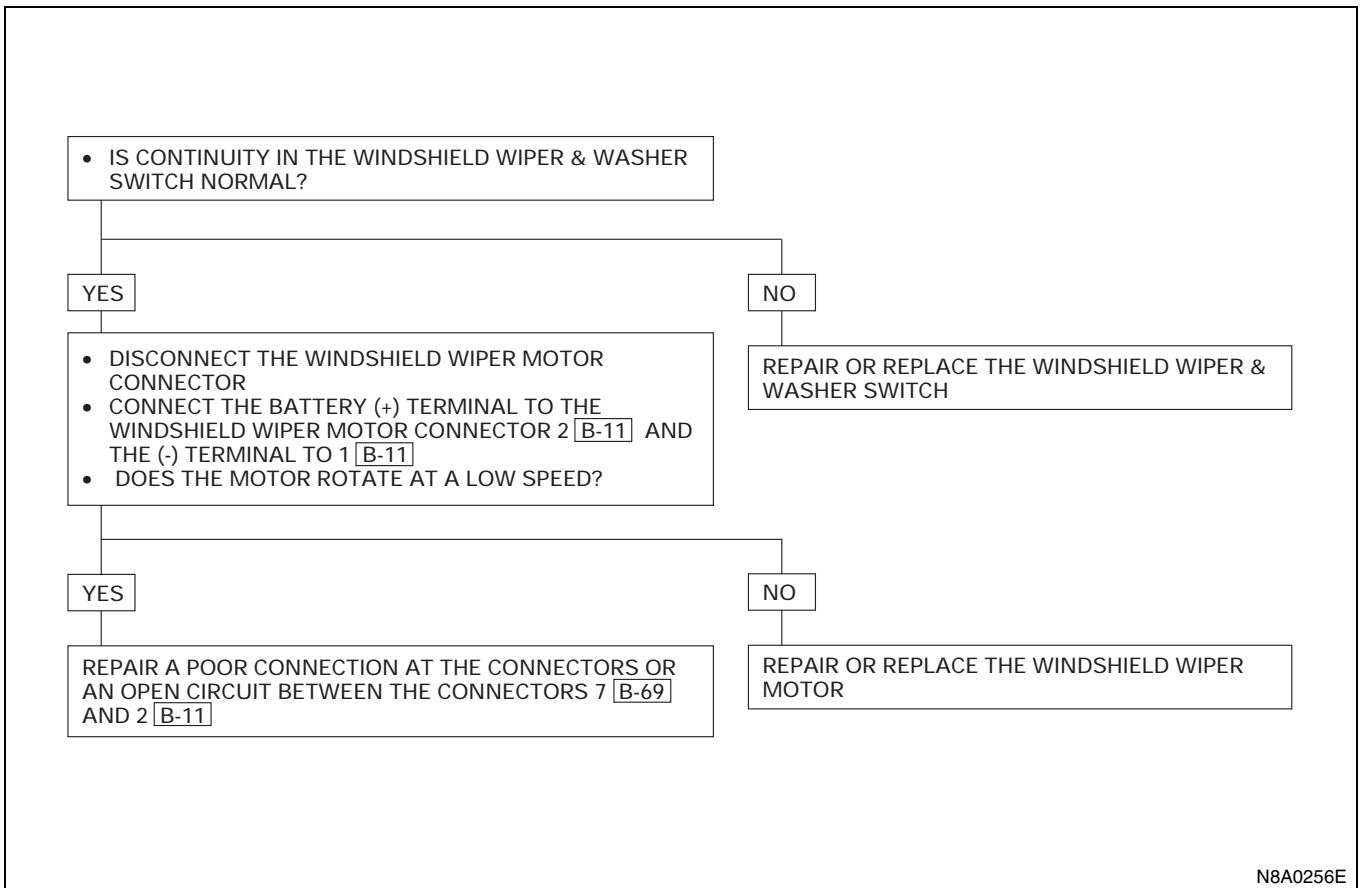 • IS CONTINUITY IN THE WINDSHIELD WIPER & WASHER
SWITCH NORMAL?
YES
NO
• DISCONNECT THE WINDSHIELD WIPER MOTOR
CONNECTOR
• CONNECT THE BATTERY (+) TERMINAL TO THE
WINDSHIELD WIPER MOTOR CONNECTOR 2 B-11 AND
THE (-) TERMINAL TO 1 B-11
• DOES THE MOTOR ROTATE AT A LOW SPEED?
REPAIR OR REPLACE THE WINDSHIELD WIPER &
WASHER SWITCH
YES
NO
REPAIR A POOR CONNECTION AT THE CONNECTORS OR
AN OPEN CIRCUIT BETWEEN THE CONNECTORS 7 B-69
AND 2 B-11
REPAIR OR REPLACE THE WINDSHIELD WIPER
MOTOR
N8A0256E